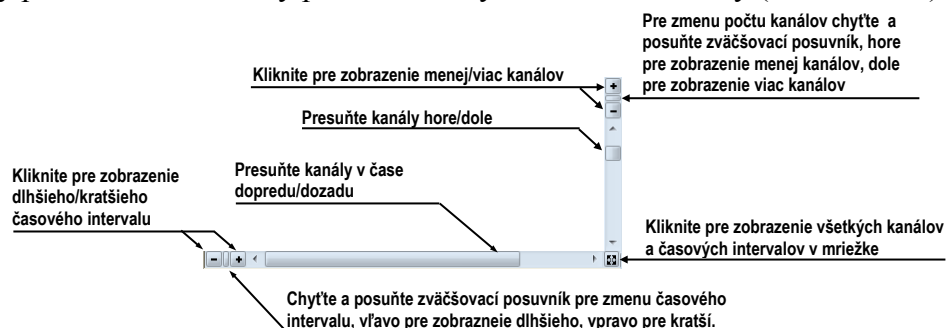 Pre zmenu počtu kanálov chyťte a
posuňte zväčšovací posuvník, hore
pre zobrazenie menej kanálov, dole
pre zobrazenie viac kanálov
Kliknite pre zobrazenie menej/viac kanálov
Presuňte kanály hore/dole
Kliknite pre zobrazenie
dlhšieho/kratšieho
časového intervalu
Presuňte kanály v čase
dopredu/dozadu
Kliknite pre zobrazenie všetkých kanálov
a časových intervalov v mriežke
Chyťte a posuňte zväčšovací posuvník pre zmenu časového
intervalu, vľavo pre zobrazneie dlhšieho, vpravo pre kratší.